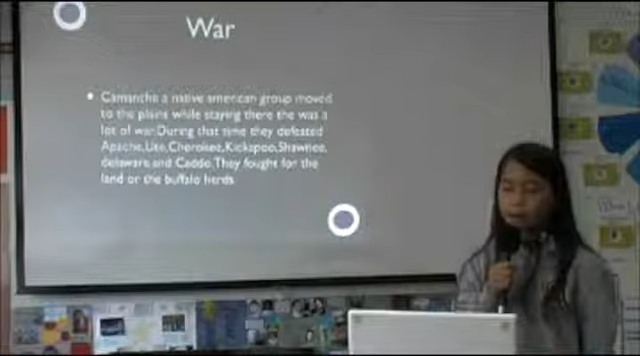 War
Camanche a native american group moved
to the plains while staying there the was a
lot of war.During that time they defeated
Apache,Ute,Cherokee,Kickapoo,Shawnee,
delaware and Caddo.They fought for the
land or the buffalo herds